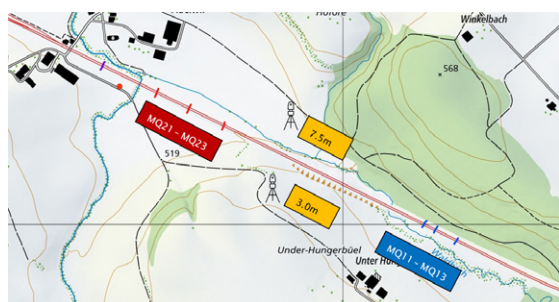 Winkelbach
568
7.5m
MQ21 – MQ23
519
3.0m
Under-Hungerbüel
MQ11 – MQ13